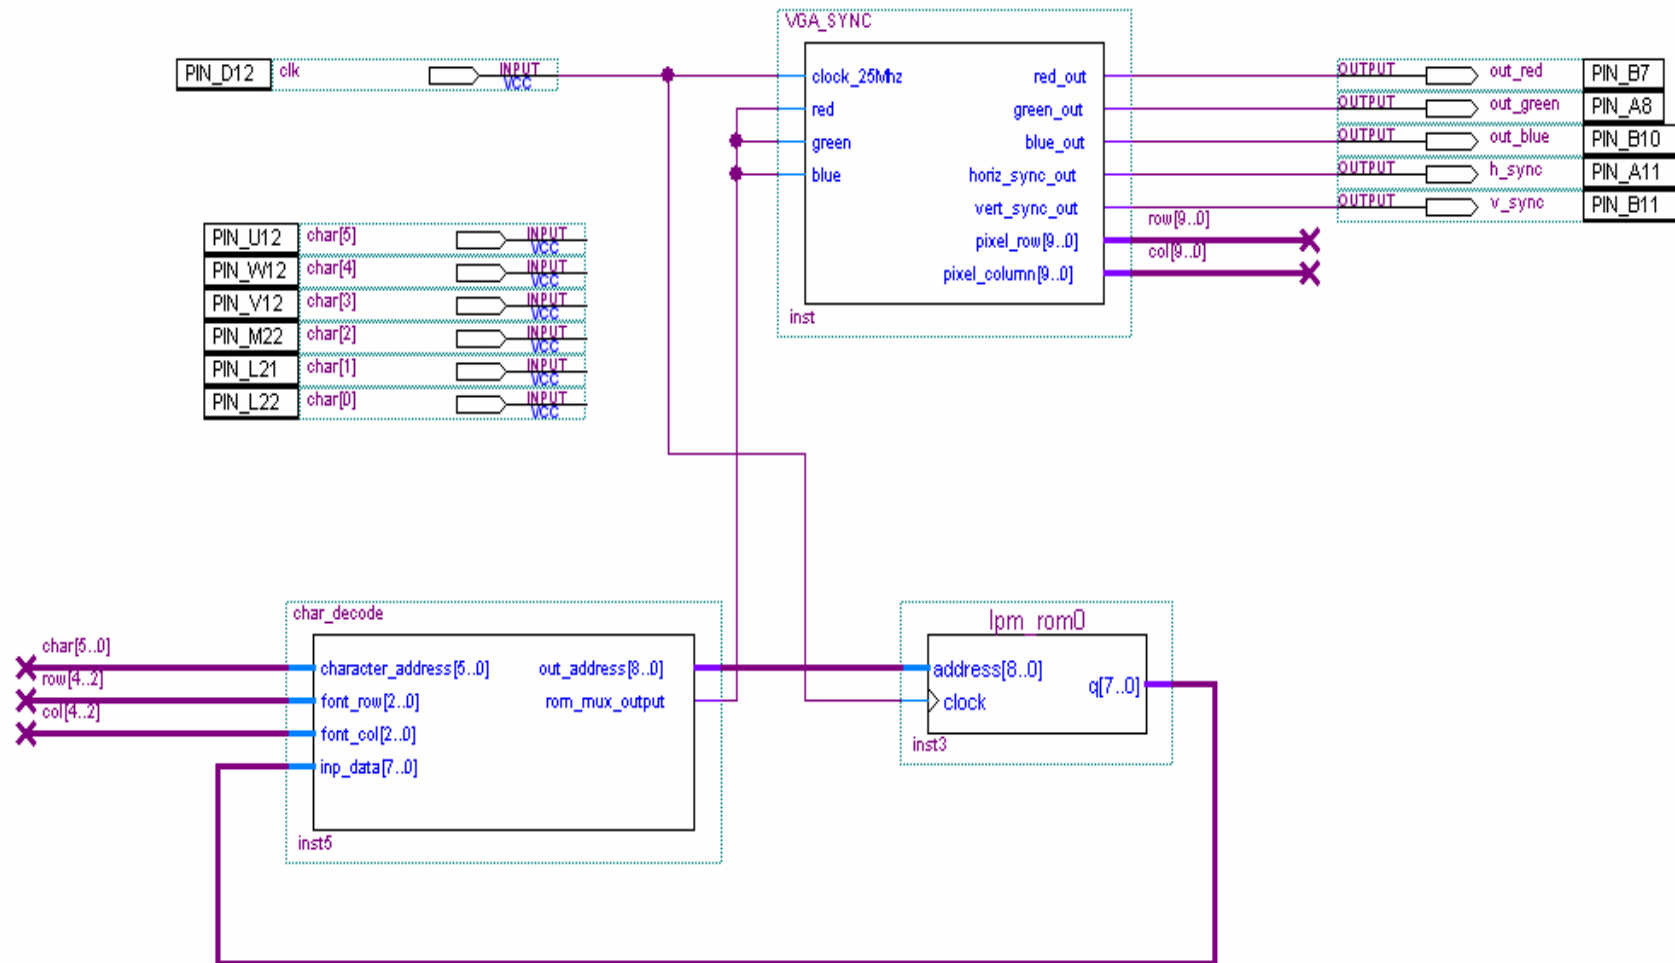 VGA_SYNC
PIN_D12 clk INPUT VCC
clock_25Mhz red_out OUTPUT out_red PIN_B7
red green_out OUTPUT out_green PIN_A8
green blue_out OUTPUT out_blue PIN_B10
blue horiz_sync_out OUTPUT h_sync PIN_A11
vert_sync_out OUTPUT v_sync PIN_B11
pixel_row[9..0] row[9..0]
pixel_column[9..0] col[9..0]
inst
PIN_U12 char[5] INPUT VCC
PIN_W12 char[4] INPUT VCC
PIN_V12 char[3] INPUT VCC
PIN_M22 char[2] INPUT VCC
PIN_L21 char[1] INPUT VCC
PIN_L22 char[0] INPUT VCC
char_decode
char[5..0] character_address[5..0] out_address[8..0]
row[4..2] font_row[2..0] rom_mux_output
col[4..2] font_col[2..0]
inp_data[7..0]
inst5
lpm_rom0
address[8..0] q[7..0]
clock
inst3